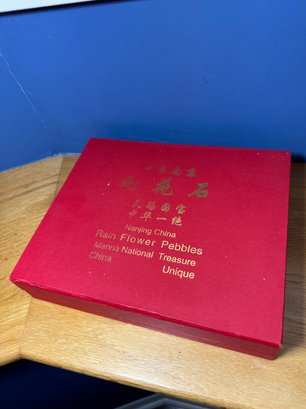 中国南京
雨花石
天赐国宝
中华一绝
Nanjing China
Rain Flower Pebbles
Manna National Treasure
China Unique